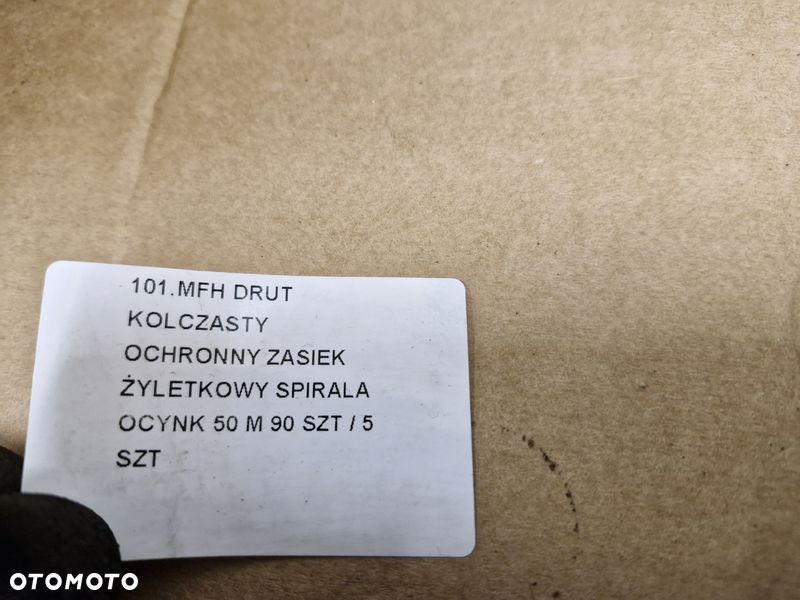 101.MFH DRUT
KOLCZASTY
OCHRONNY ZASIEK
ŻYLETKOWY SPIRALA
OCYNK 50 M 90 SZT / 5
SZT
OTOMOTO